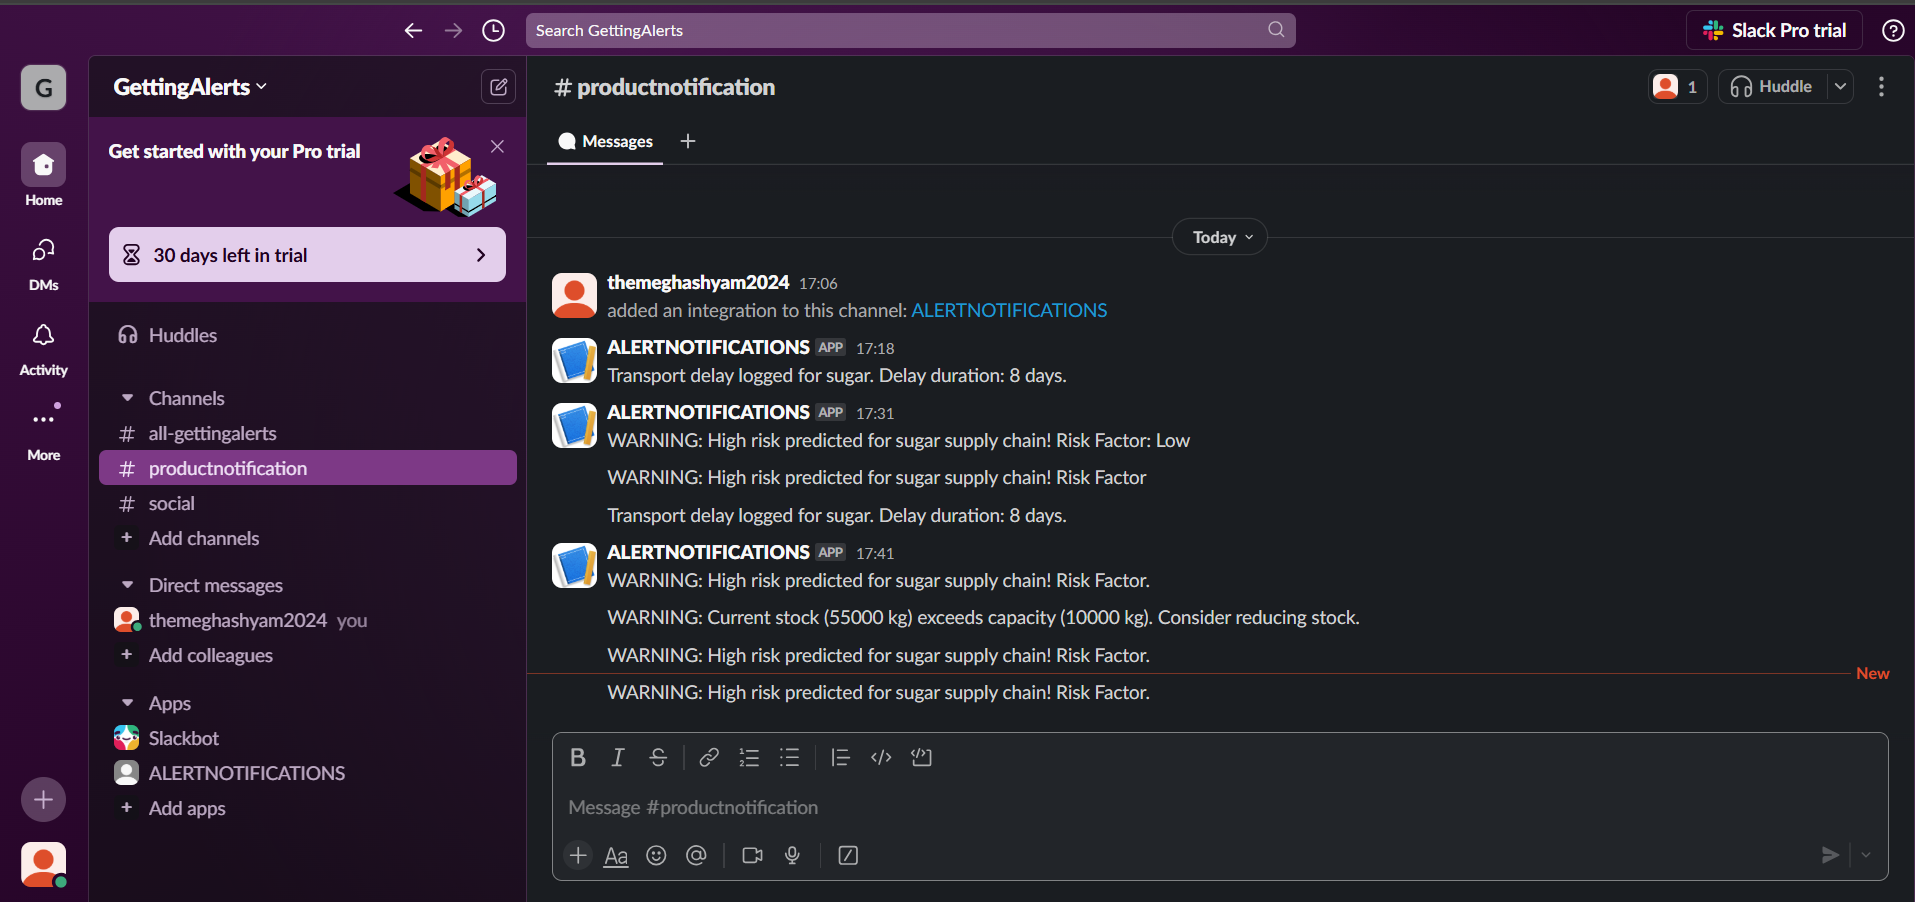 Search GettingAlerts
Slack Pro trial
G
GettingAlerts
Get started with your Pro trial
30 days left in trial
Home
DMs
Activity
More
Huddles
Channels
# all-gettingalerts
# productnotification
# social
+ Add channels
Direct messages
themeghashyam2024 you
+ Add colleagues
Apps
Slackbot
ALERTNOTIFICATIONS
+ Add apps
# productnotification
1
Huddle
Messages +
Today
themeghashyam2024 17:06
added an integration to this channel: ALERTNOTIFICATIONS
ALERTNOTIFICATIONS APP 17:18
Transport delay logged for sugar. Delay duration: 8 days.
ALERTNOTIFICATIONS APP 17:31
WARNING: High risk predicted for sugar supply chain! Risk Factor: Low
WARNING: High risk predicted for sugar supply chain! Risk Factor
Transport delay logged for sugar. Delay duration: 8 days.
ALERTNOTIFICATIONS APP 17:41
WARNING: High risk predicted for sugar supply chain! Risk Factor.
WARNING: Current stock (55000 kg) exceeds capacity (10000 kg). Consider reducing stock.
WARNING: High risk predicted for sugar supply chain! Risk Factor.
New
WARNING: High risk predicted for sugar supply chain! Risk Factor.
B I S
Message #productnotification
+ Aa @